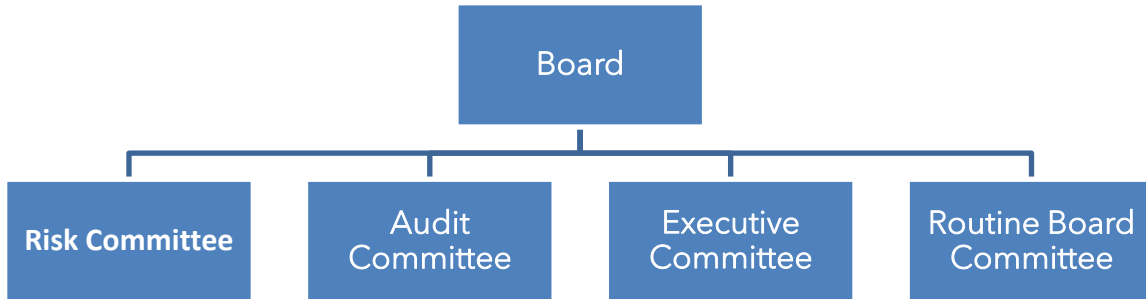 Board
Risk Committee
Audit
Committee
Executive
Committee
Routine Board
Committee